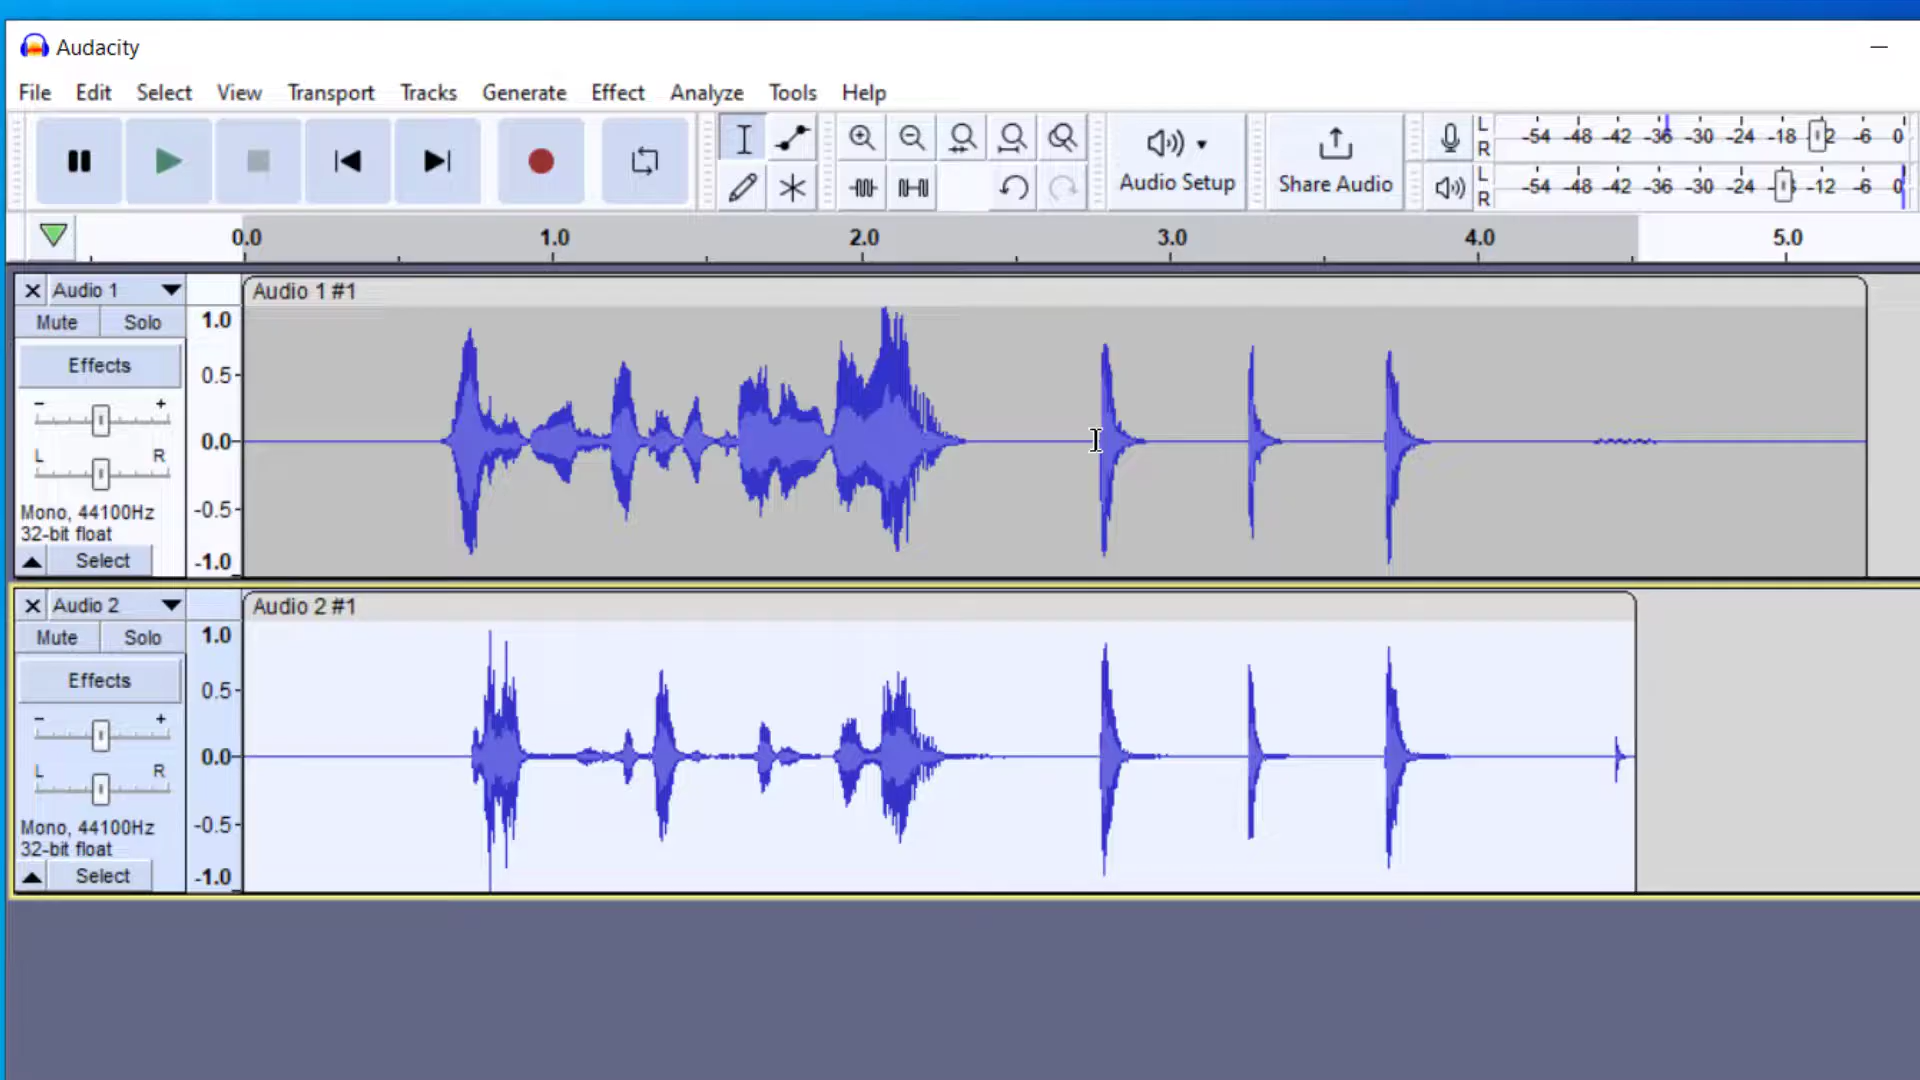 Audacity
File Edit Select View Transport Tracks Generate Effect Analyze Tools Help
Audio Setup
Share Audio
L
R
-54 -48 -42 -36 -30 -24 -18 -6 0
L
R
-54 -48 -42 -36 -30 -24 -12 -6 0
0.0 1.0 2.0 3.0 4.0 5.0
Audio 1
Mute Solo
Effects
- +
L R
Mono, 44100Hz
32-bit float
Select
1.0
0.5
0.0
-0.5
-1.0
Audio 1 #1
Audio 2
Mute Solo
Effects
- +
L R
Mono, 44100Hz
32-bit float
Select
1.0
0.5
0.0
-0.5
-1.0
Audio 2 #1